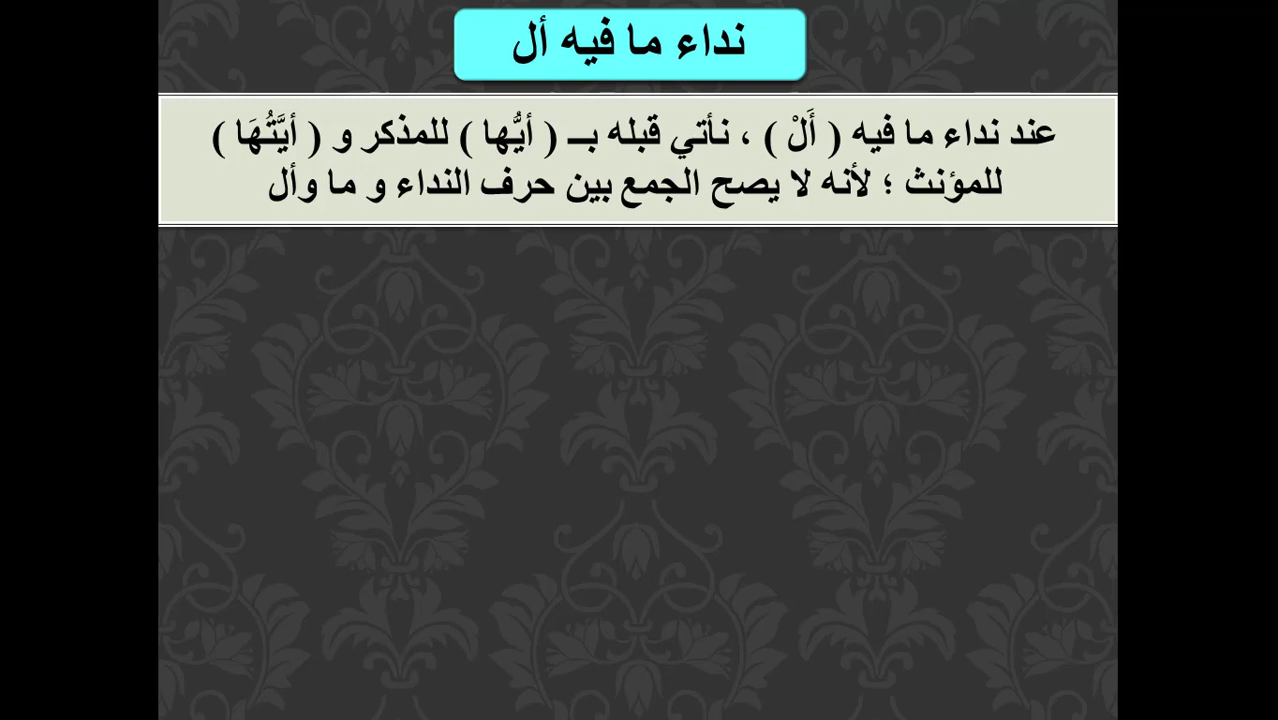 نداء ما فيه أل
عند نداء ما فيه ( أَلْ ) ، نأتي قبله بـــ ( أيُّها ) للمذكر و ( أيَّتُهَا )
للمؤنث ؛ لأنه لا يصح الجمع بين حرف النداء و ما وأل